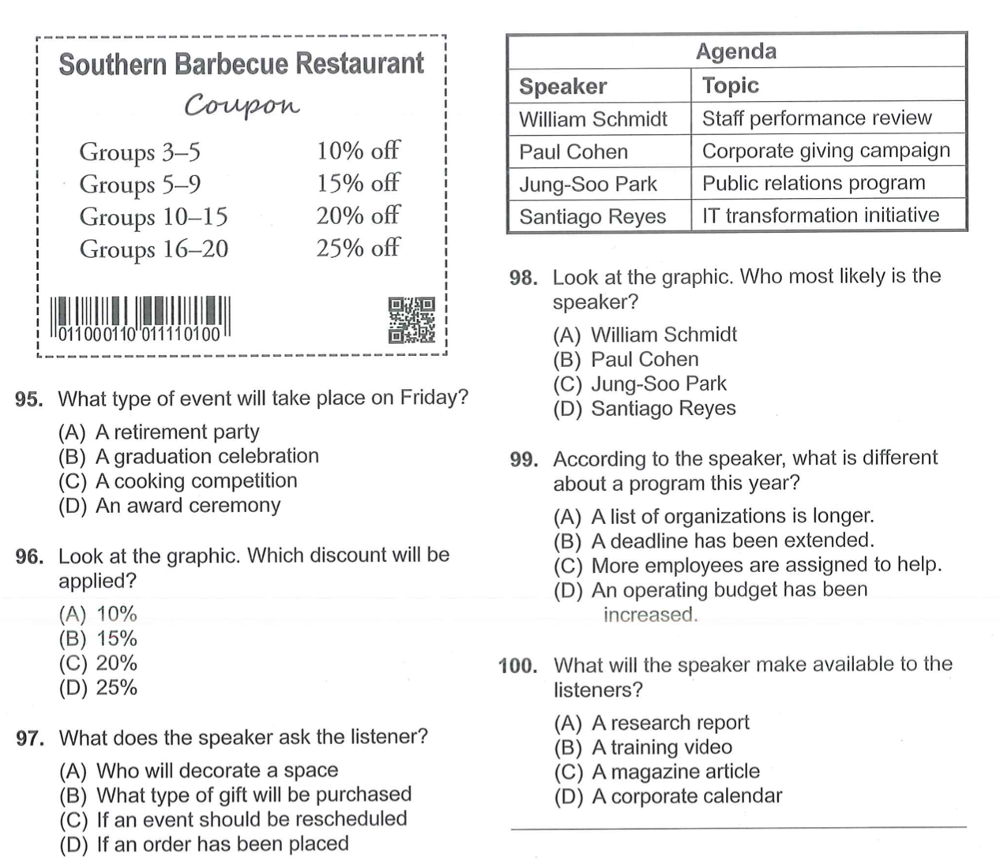 Southern Barbecue Restaurant
Coupon
Groups 3–5 10% off
Groups 5–9 15% off
Groups 10–15 20% off
Groups 16–20 25% off
011000110 011110100
95. What type of event will take place on Friday?
(A) A retirement party
(B) A graduation celebration
(C) A cooking competition
(D) An award ceremony
96. Look at the graphic. Which discount will be
applied?
(A) 10%
(B) 15%
(C) 20%
(D) 25%
97. What does the speaker ask the listener?
(A) Who will decorate a space
(B) What type of gift will be purchased
(C) If an event should be rescheduled
(D) If an order has been placed
Agenda
Speaker Topic
William Schmidt Staff performance review
Paul Cohen Corporate giving campaign
Jung-Soo Park Public relations program
Santiago Reyes IT transformation initiative
98. Look at the graphic. Who most likely is the
speaker?
(A) William Schmidt
(B) Paul Cohen
(C) Jung-Soo Park
(D) Santiago Reyes
99. According to the speaker, what is different
about a program this year?
(A) A list of organizations is longer.
(B) A deadline has been extended.
(C) More employees are assigned to help.
(D) An operating budget has been
increased.
100. What will the speaker make available to the
listeners?
(A) A research report
(B) A training video
(C) A magazine article
(D) A corporate calendar